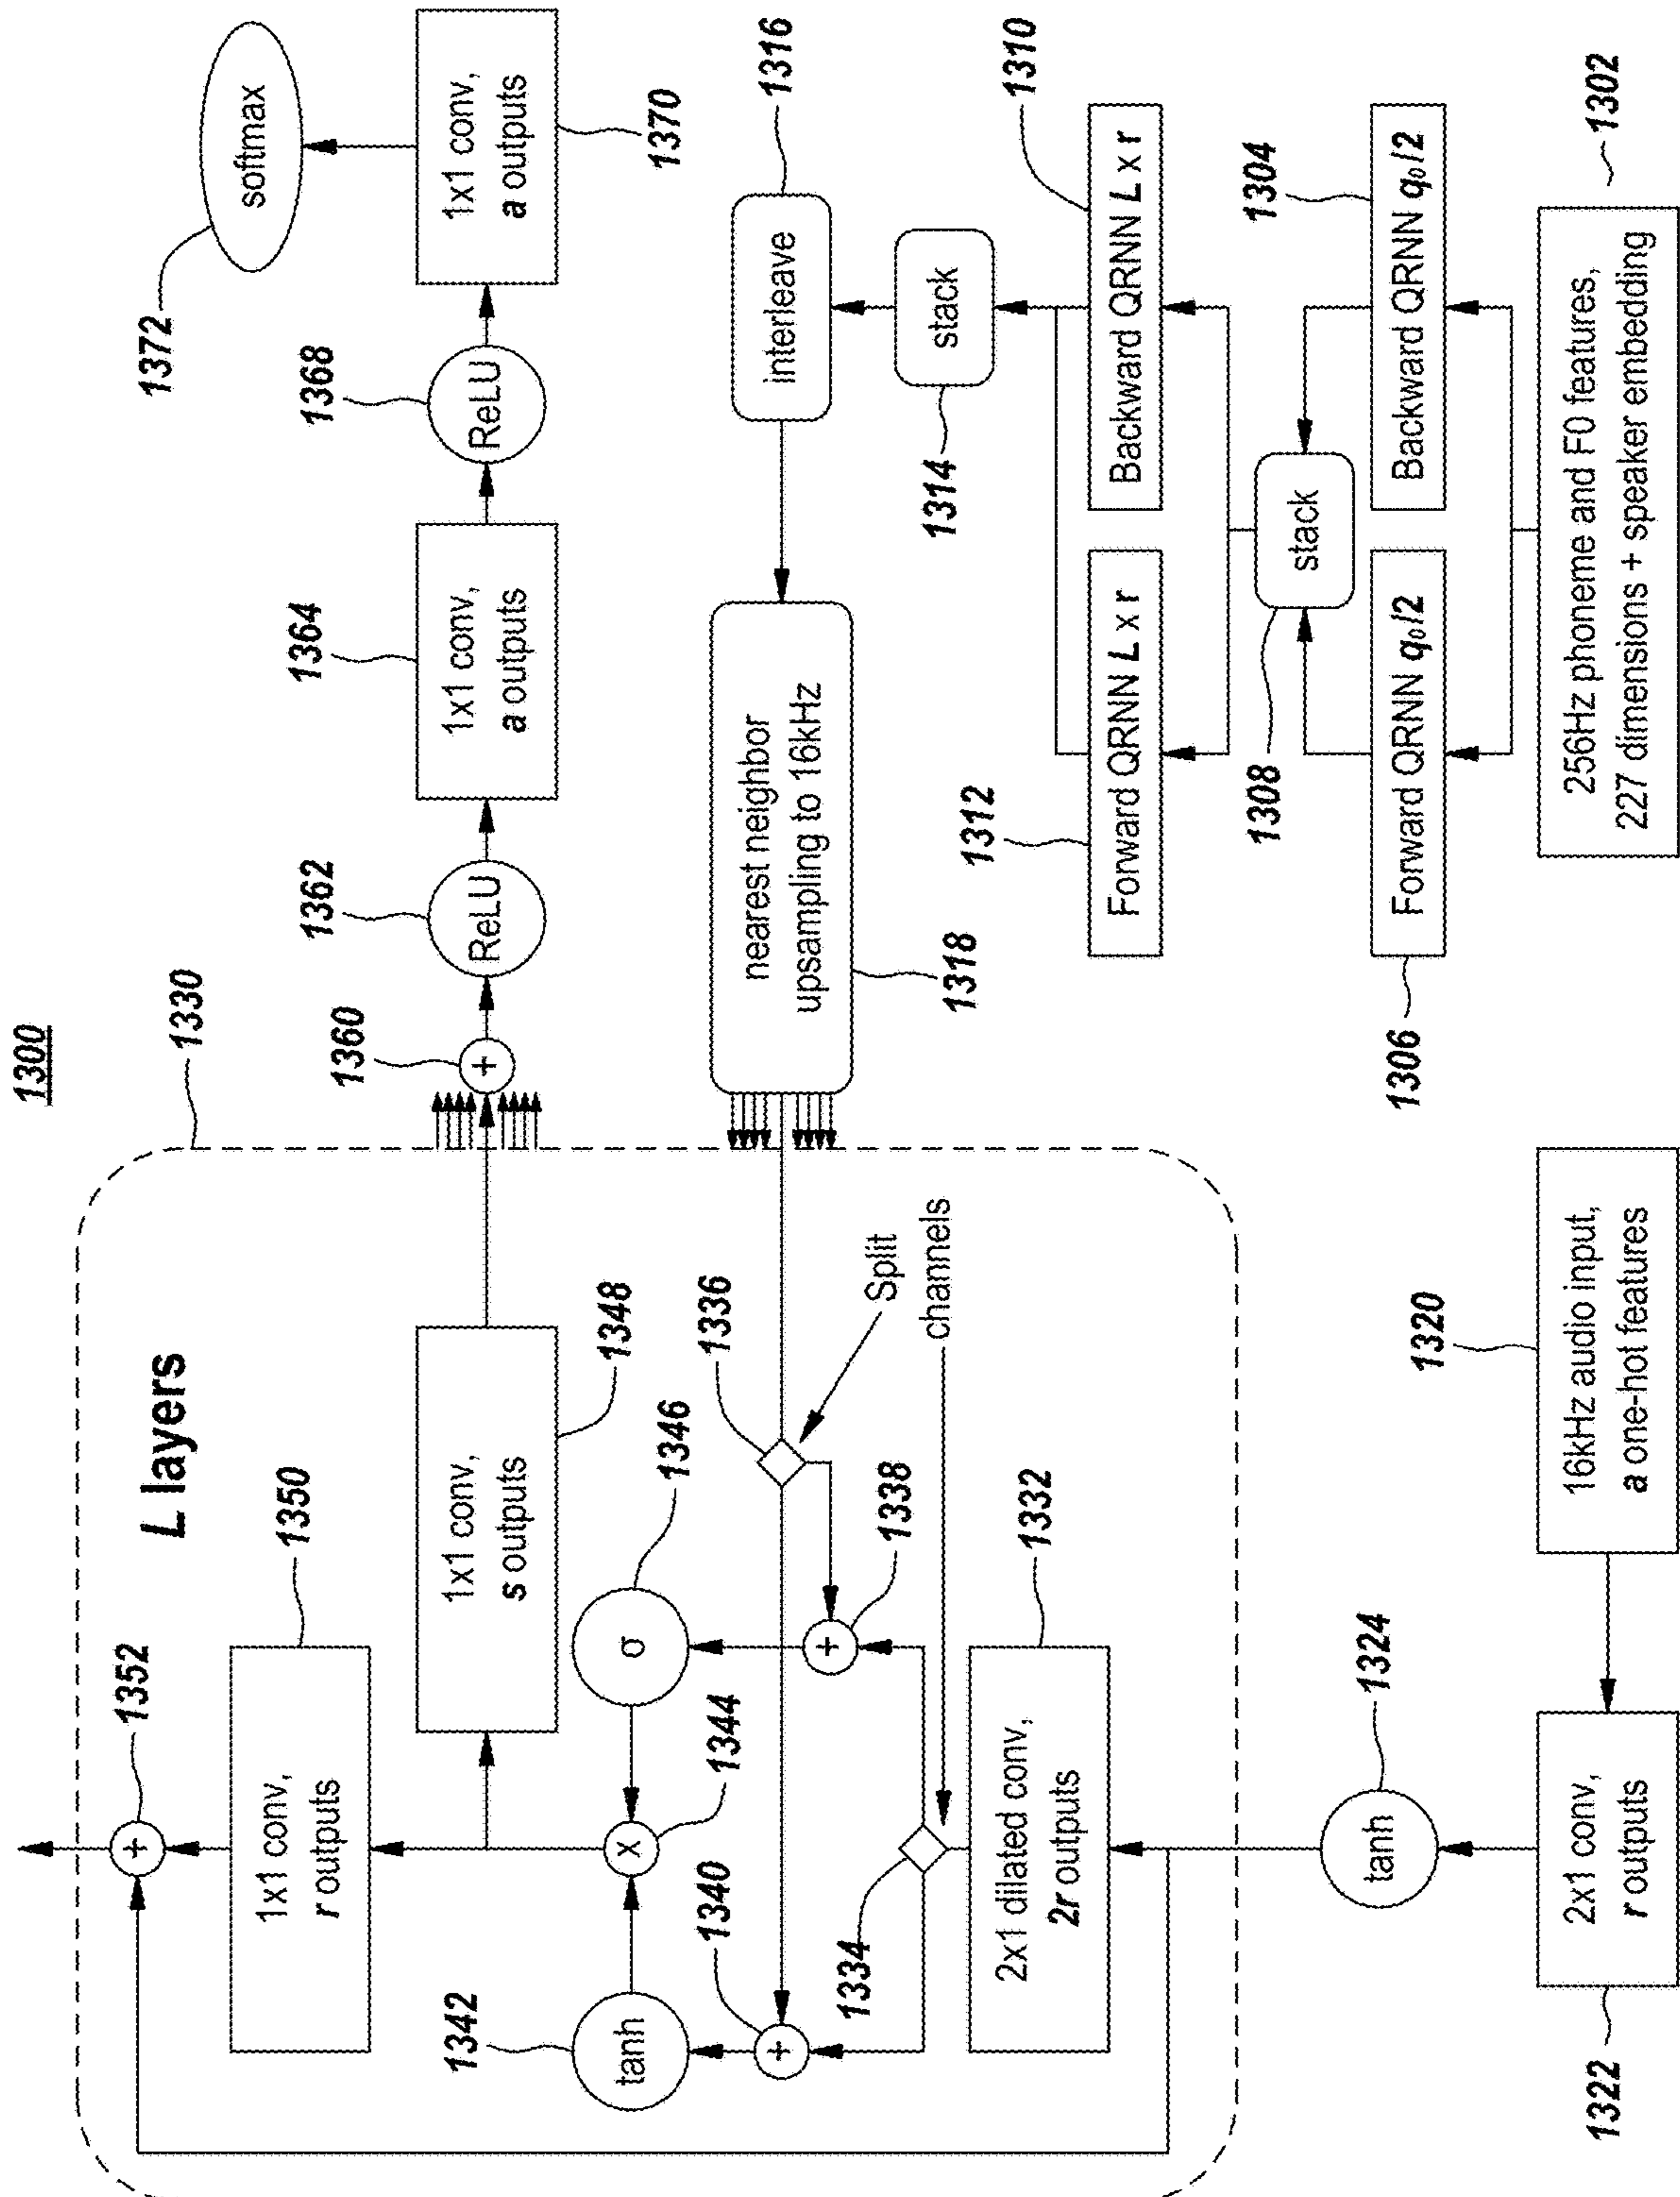 1300
1330
L layers
1352
1350
1x1 conv,
r outputs
1348
1x1 conv,
s outputs
1346
σ
1344
x
1342
tanh
1340
+
1338
+
1336
Split
channels
1334
1332
2x1 dilated conv,
2r outputs
+
1324
tanh
1322
2x1 conv,
r outputs
1320
16kHz audio input,
a one-hot features
1360
+
1362
ReLU
1364
1x1 conv,
a outputs
1368
ReLU
1370
1x1 conv,
a outputs
1372
softmax
1318
nearest neighbor
upsampling to 16kHz
1316
interleave
1314
stack
1312
Forward QRNN L x r
1310
Backward QRNN L x r
1308
stack
1306
Forward QRNN q₀/2
1304
Backward QRNN q₀/2
1302
256Hz phoneme and F0 features,
227 dimensions + speaker embedding